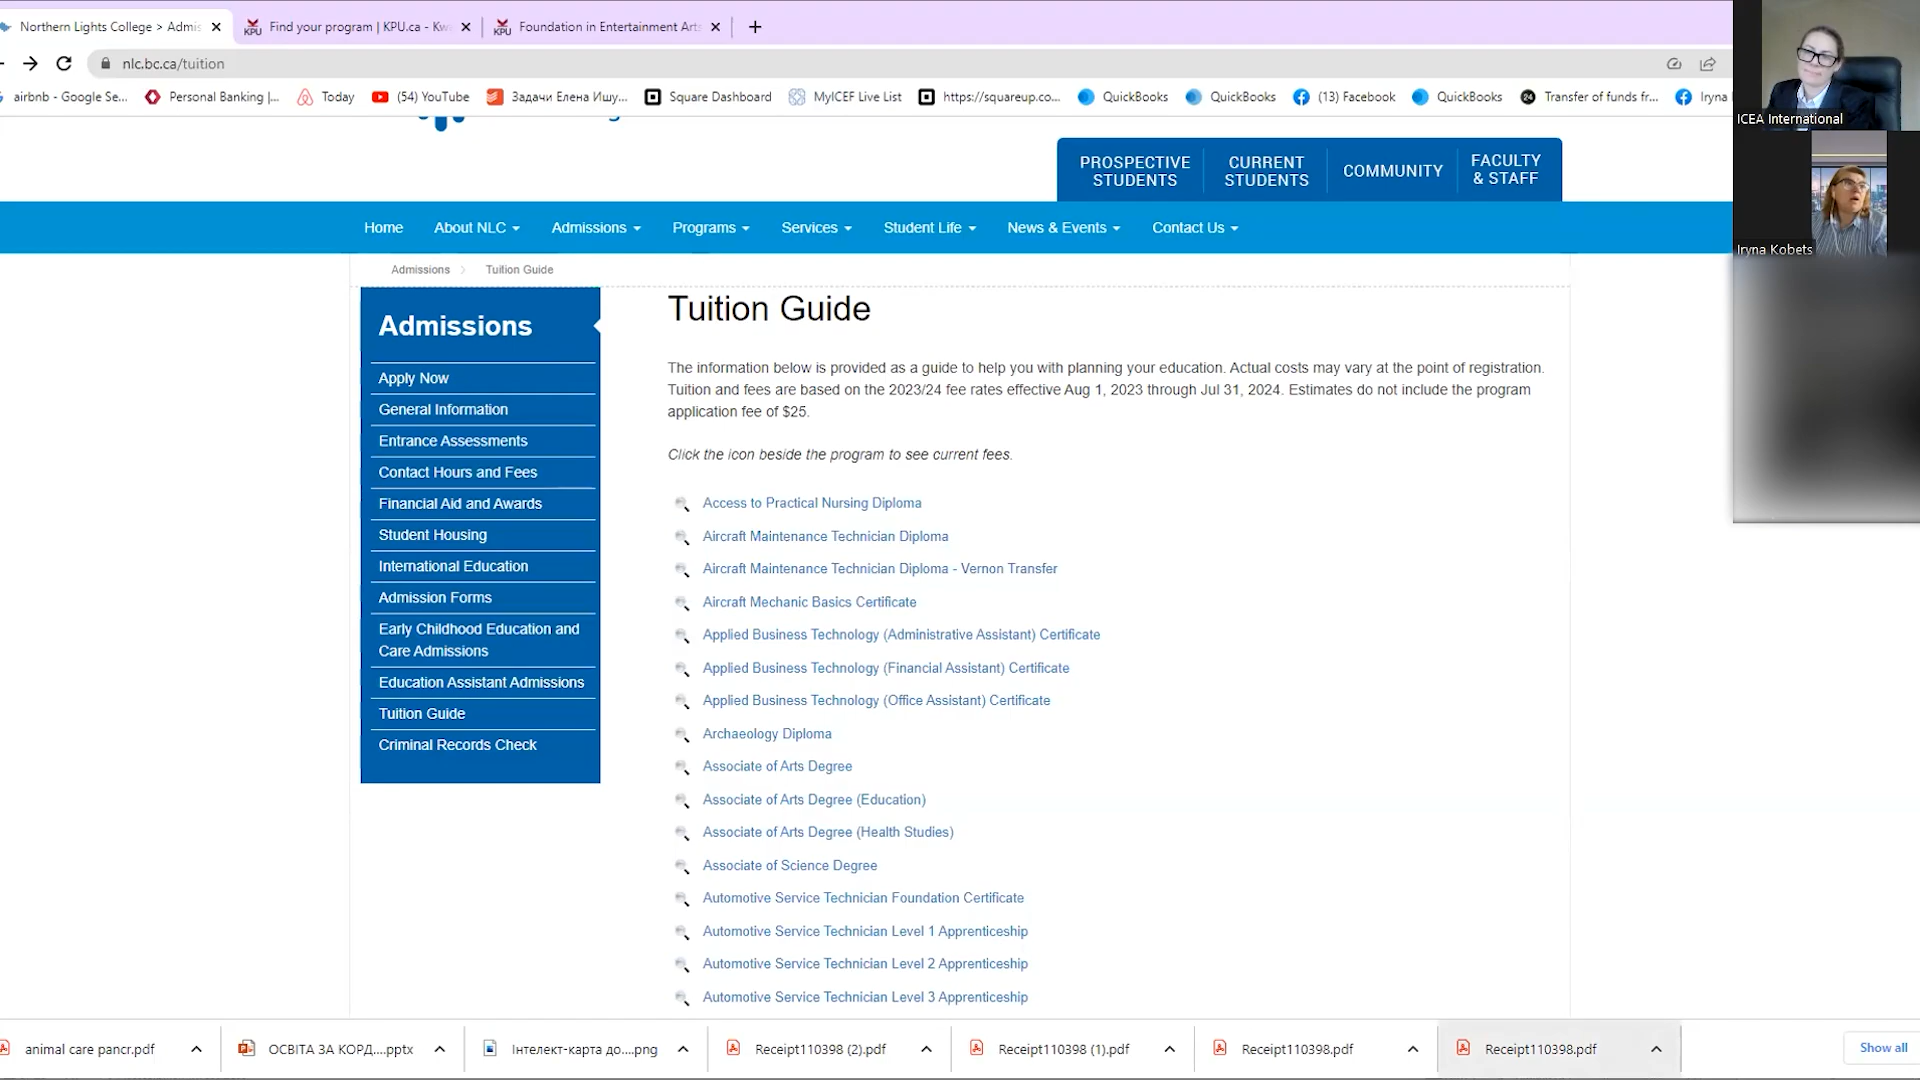 Northern Lights College > Admis
Find your program | KPU.ca - Kwa
Foundation in Entertainment Arts
nlc.bc.ca/tuition
airbnb - Google Se...
Personal Banking |...
Today
(54) YouTube
Задачи Елена Ишу...
Square Dashboard
MyICEF Live List
https://squareup.co...
QuickBooks
QuickBooks
(13) Facebook
QuickBooks
Transfer of funds fr...
Iryna
ICEA International
Iryna Kobets
PROSPECTIVE
STUDENTS
CURRENT
STUDENTS
COMMUNITY
FACULTY
& STAFF
Home
About NLC
Admissions
Programs
Services
Student Life
News & Events
Contact Us
Admissions
Tuition Guide
Admissions
Apply Now
General Information
Entrance Assessments
Contact Hours and Fees
Financial Aid and Awards
Student Housing
International Education
Admission Forms
Early Childhood Education and
Care Admissions
Education Assistant Admissions
Tuition Guide
Criminal Records Check
Tuition Guide
The information below is provided as a guide to help you with planning your education. Actual costs may vary at the point of registration.
Tuition and fees are based on the 2023/24 fee rates effective Aug 1, 2023 through Jul 31, 2024. Estimates do not include the program
application fee of $25.
Click the icon beside the program to see current fees.
Access to Practical Nursing Diploma
Aircraft Maintenance Technician Diploma
Aircraft Maintenance Technician Diploma - Vernon Transfer
Aircraft Mechanic Basics Certificate
Applied Business Technology (Administrative Assistant) Certificate
Applied Business Technology (Financial Assistant) Certificate
Applied Business Technology (Office Assistant) Certificate
Archaeology Diploma
Associate of Arts Degree
Associate of Arts Degree (Education)
Associate of Arts Degree (Health Studies)
Associate of Science Degree
Automotive Service Technician Foundation Certificate
Automotive Service Technician Level 1 Apprenticeship
Automotive Service Technician Level 2 Apprenticeship
Automotive Service Technician Level 3 Apprenticeship
animal care pancr.pdf
ОСВІТА ЗА КОРД....pptx
Інтелект-карта до....png
Receipt110398 (2).pdf
Receipt110398 (1).pdf
Receipt110398.pdf
Receipt110398.pdf
Show all